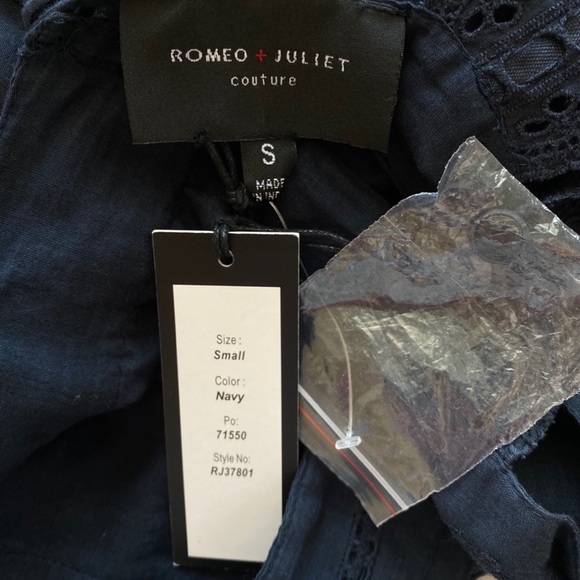 ROMEO + JULIET
couture
S
MADE
Size :
Small
Color :
Navy
Po:
71550
Style No:
RJ37801